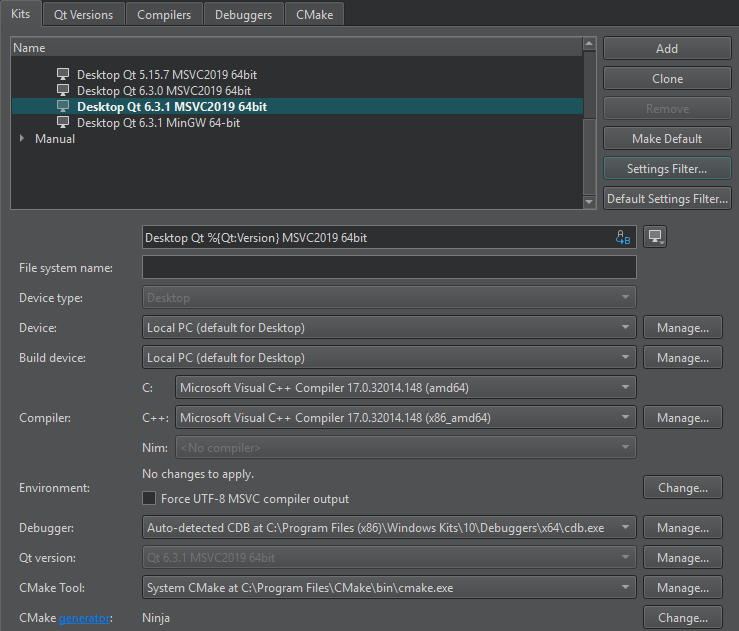 Kits Qt Versions Compilers Debuggers CMake
Name
Add
Desktop Qt 5.15.7 MSVC2019 64bit
Clone
Desktop Qt 6.3.0 MSVC2019 64bit
Desktop Qt 6.3.1 MSVC2019 64bit
Remove
Desktop Qt 6.3.1 MinGW 64-bit
Manual
Make Default
Settings Filter...
Default Settings Filter...
Desktop Qt %{Qt:Version} MSVC2019 64bit
File system name:
Device type: Desktop
Device: Local PC (default for Desktop) Manage...
Build device: Local PC (default for Desktop) Manage...
C: Microsoft Visual C++ Compiler 17.0.32014.148 (amd64)
Compiler: C++: Microsoft Visual C++ Compiler 17.0.32014.148 (x86_amd64) Manage...
Nim: <No compiler>
No changes to apply.
Environment: Change...
Force UTF-8 MSVC compiler output
Debugger: Auto-detected CDB at C:\Program Files (x86)\Windows Kits\10\Debuggers\x64\cdb.exe Manage...
Qt version: Qt 6.3.1 MSVC2019 64bit Manage...
CMake Tool: System CMake at C:\Program Files\CMake\bin\cmake.exe Manage...
CMake generator: Ninja Change...